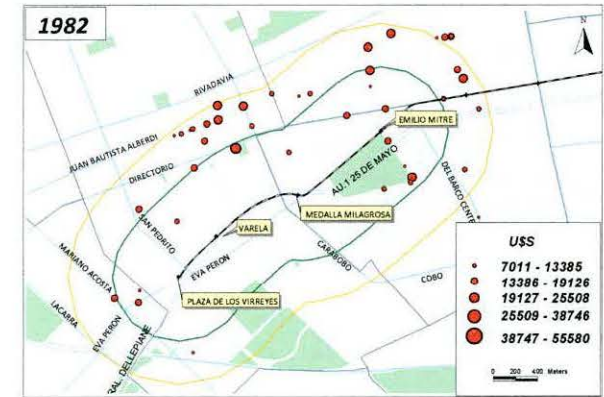 1982
N
RIVADAVIA
JUAN BAUTISTA ALBERDI
DIRECTORIO
EMILIO MITRE
AU.1 25 DE MAYO
DEL BARCO CENTE
MEDALLA MILAGROSA
SAN PEDRITO
VARELA
CARABOBO
EVA PERON
MARIANO ACOSTA
COBO
PLAZA DE LOS VIRREYES
LACARRA
EVA PERON
RAL. DELLEPIANE
U$S
7011 - 13385
13386 - 19126
19127 - 25508
25509 - 38746
38747 - 55580
0 200 400 Meters